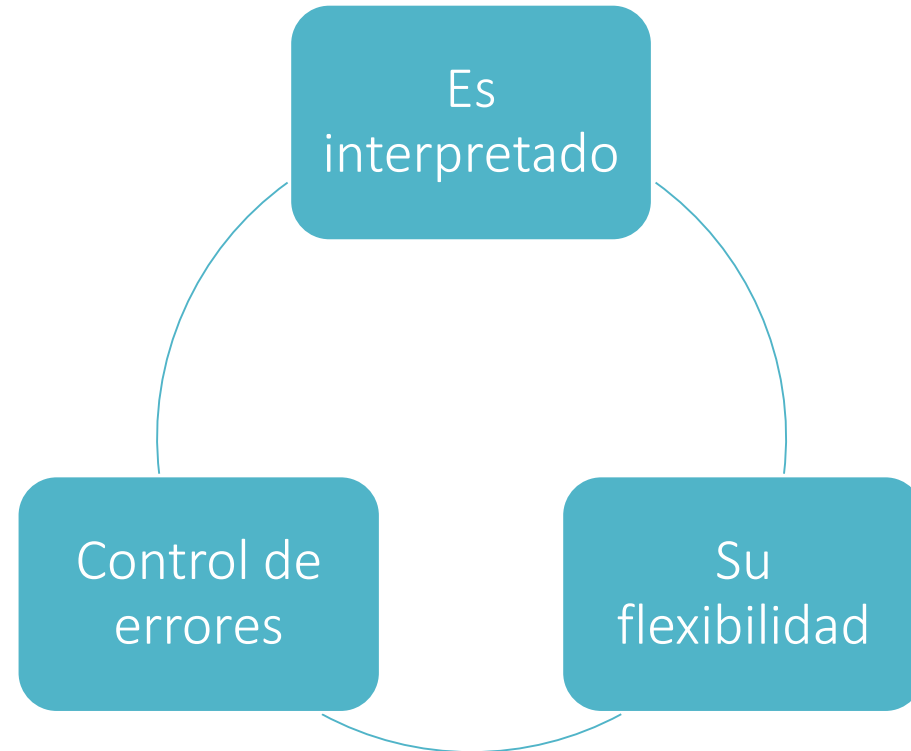 Es
interpretado
Control de
errores
Su
flexibilidad